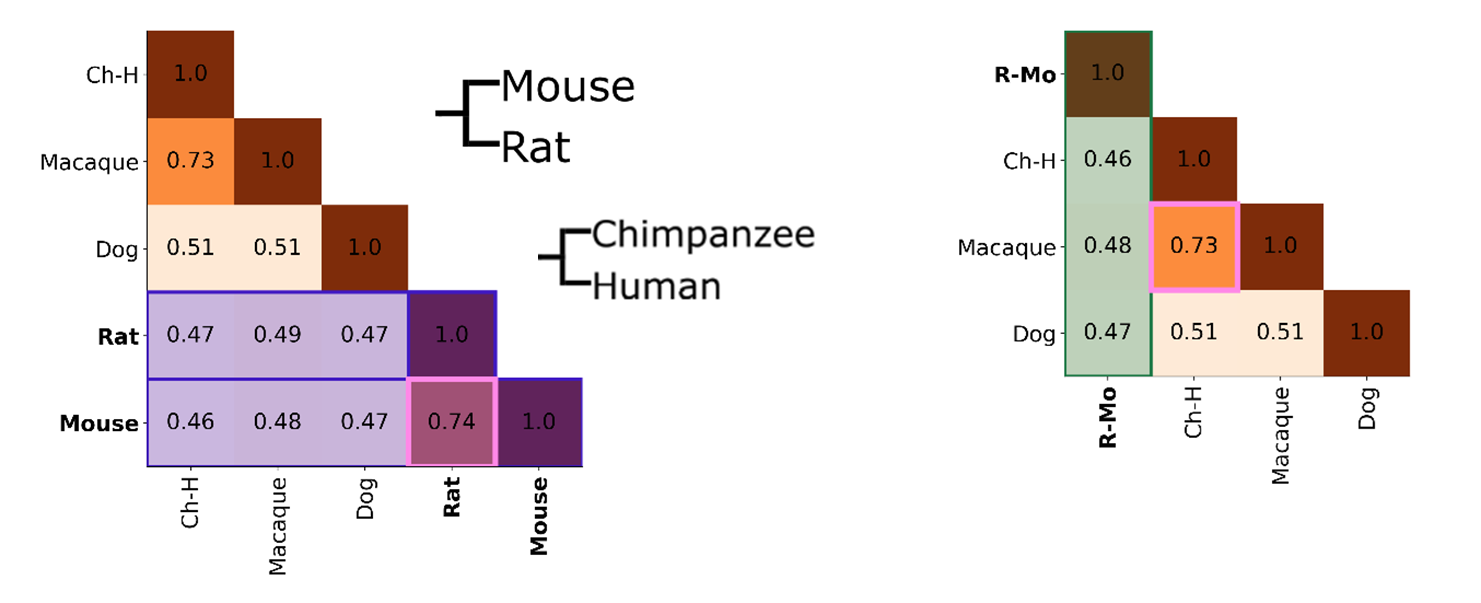 Ch-H 1.0
Macaque 0.73 1.0
Dog 0.51 0.51 1.0
Rat 0.47 0.49 0.47 1.0
Mouse 0.46 0.48 0.47 0.74 1.0
Ch-H Macaque Dog Rat Mouse
Mouse
Rat
Chimpanzee
Human
R-Mo 1.0
Ch-H 0.46 1.0
Macaque 0.48 0.73 1.0
Dog 0.47 0.51 0.51 1.0
R-Mo Ch-H Macaque Dog